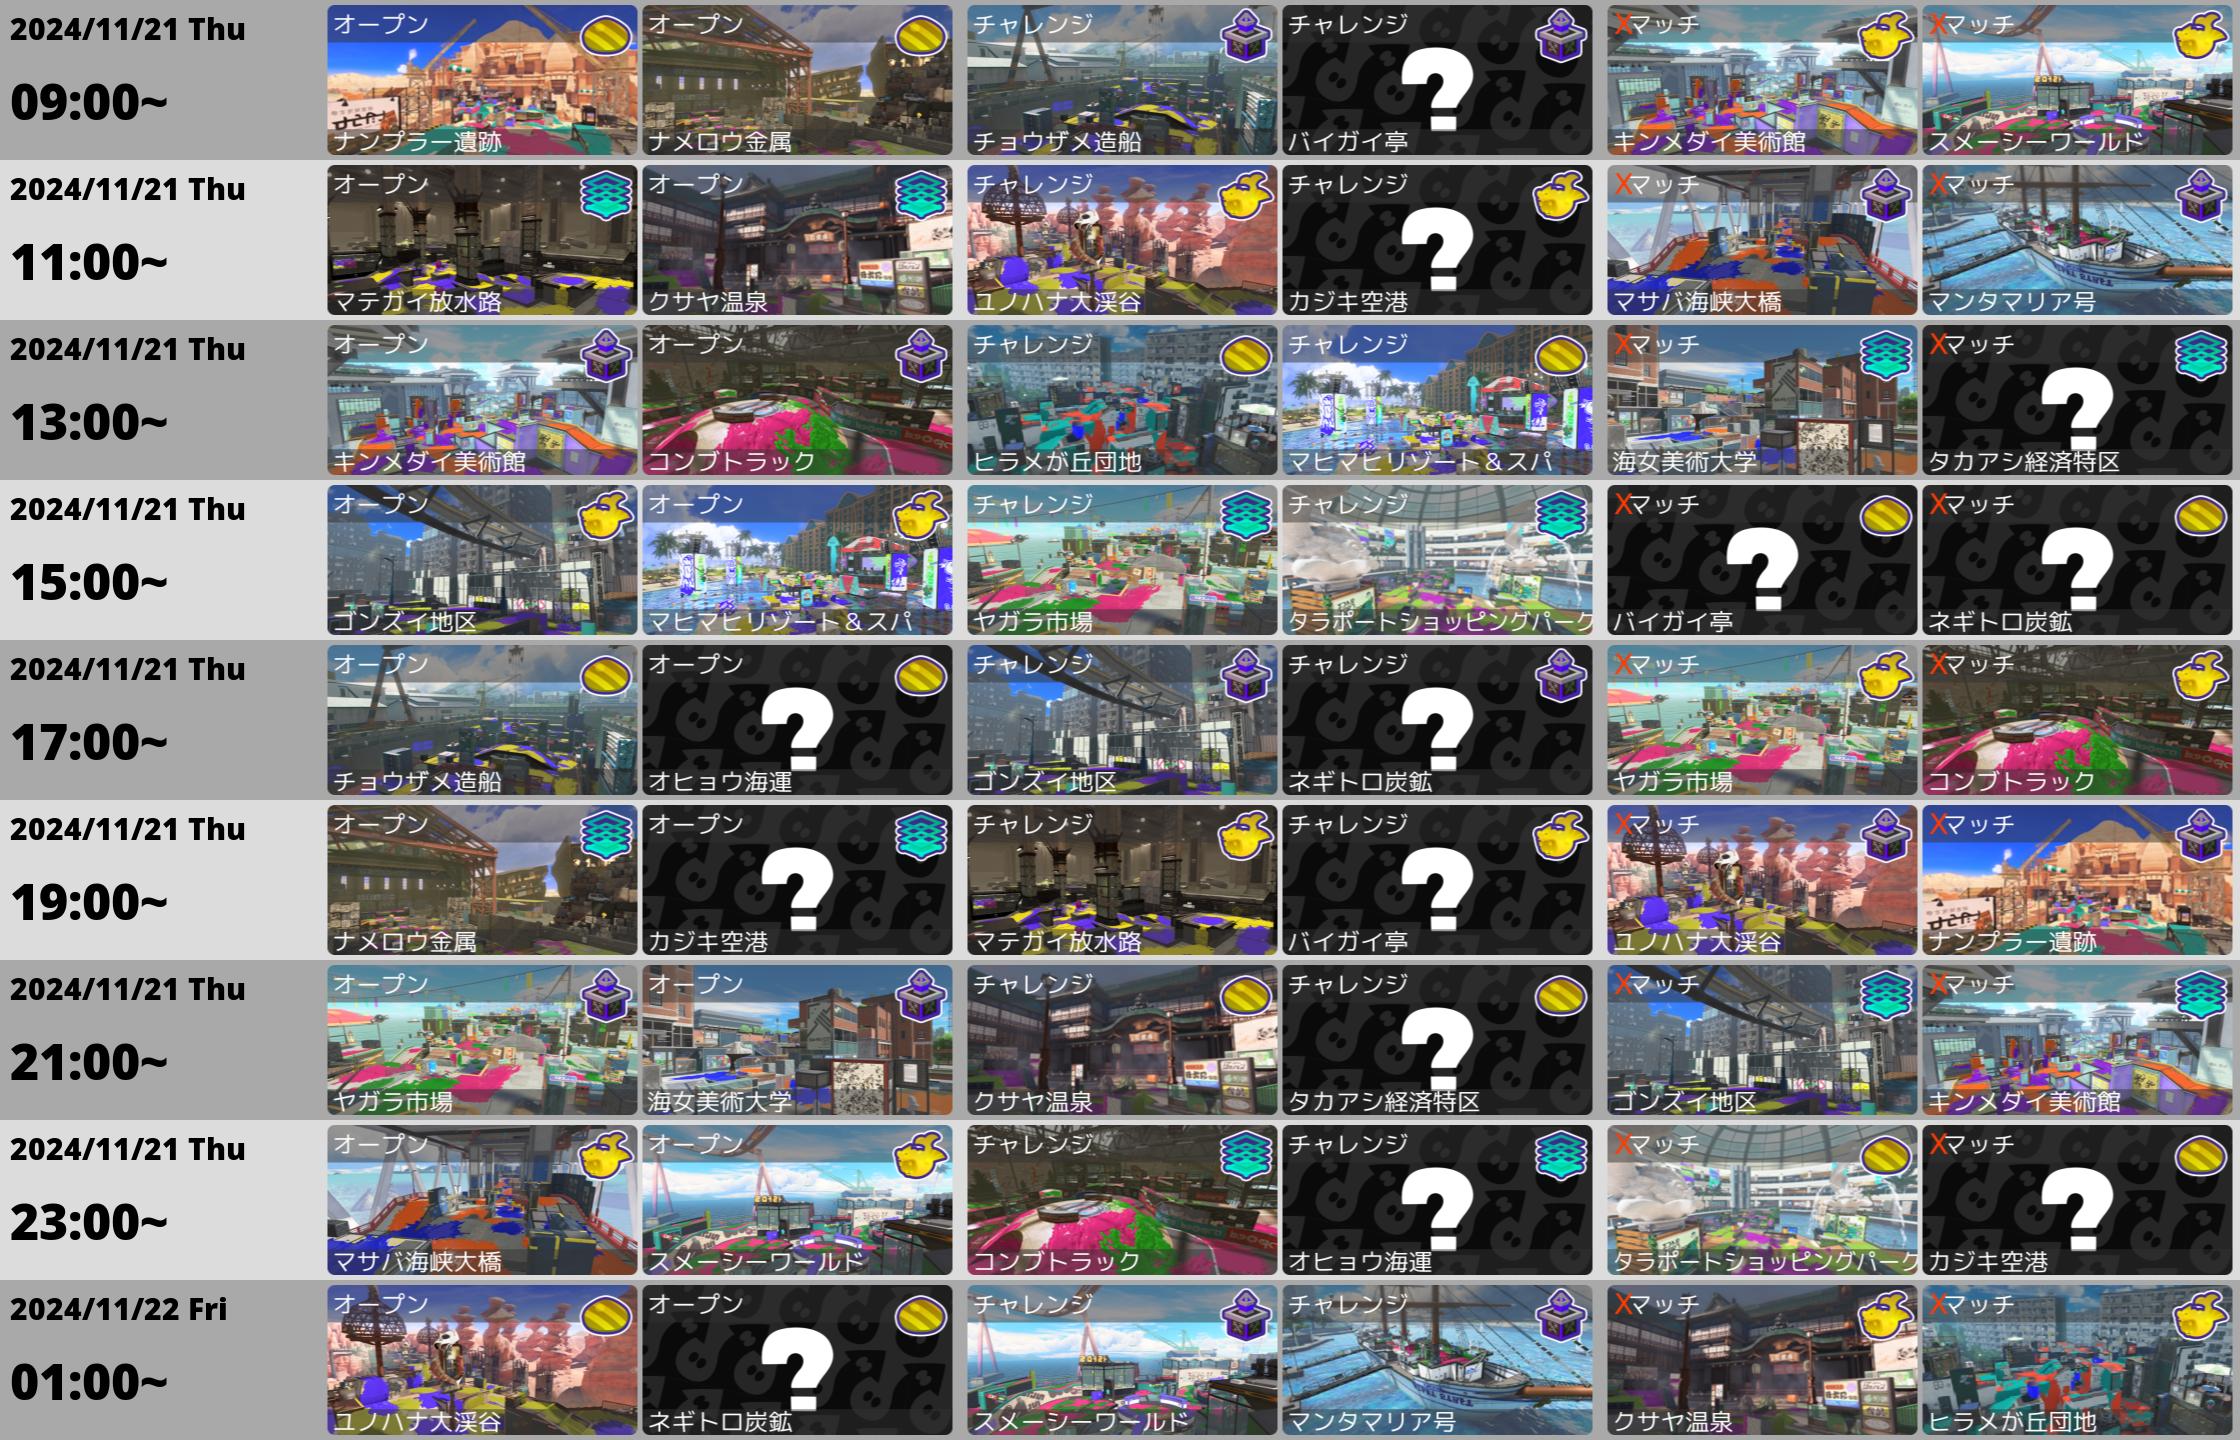 2024/11/21 Thu
09:00~
オープン
ナンプラー遺跡
オープン
ナメロウ金属
チャレンジ
チョウザメ造船
チャレンジ
バイガイ亭
Xマッチ
キンメダイ美術館
Xマッチ
スメーシーワールド
2024/11/21 Thu
11:00~
オープン
マテガイ放水路
オープン
クサヤ温泉
チャレンジ
ユノハナ大渓谷
チャレンジ
カジキ空港
Xマッチ
マサバ海峡大橋
Xマッチ
マンタマリア号
2024/11/21 Thu
13:00~
オープン
キンメダイ美術館
オープン
コンブトラック
チャレンジ
ヒラメが丘団地
チャレンジ
マヒマヒリゾート&スパ
Xマッチ
海女美術大学
Xマッチ
タカアシ経済特区
2024/11/21 Thu
15:00~
オープン
ゴンズイ地区
オープン
マヒマヒリゾート&スパ
チャレンジ
ヤガラ市場
チャレンジ
タラポートショッピングパーク
Xマッチ
バイガイ亭
Xマッチ
ネギトロ炭鉱
2024/11/21 Thu
17:00~
オープン
チョウザメ造船
オープン
オヒョウ海運
チャレンジ
ゴンズイ地区
チャレンジ
ネギトロ炭鉱
Xマッチ
ヤガラ市場
Xマッチ
コンブトラック
2024/11/21 Thu
19:00~
オープン
ナメロウ金属
オープン
カジキ空港
チャレンジ
マテガイ放水路
チャレンジ
バイガイ亭
Xマッチ
ユノハナ大渓谷
Xマッチ
ナンプラー遺跡
2024/11/21 Thu
21:00~
オープン
ヤガラ市場
オープン
海女美術大学
チャレンジ
クサヤ温泉
チャレンジ
タカアシ経済特区
Xマッチ
ゴンズイ地区
Xマッチ
キンメダイ美術館
2024/11/21 Thu
23:00~
オープン
マサバ海峡大橋
オープン
スメーシーワールド
チャレンジ
コンブトラック
チャレンジ
オヒョウ海運
Xマッチ
タラポートショッピングパーク
Xマッチ
カジキ空港
2024/11/22 Fri
01:00~
オープン
ユノハナ大渓谷
オープン
ネギトロ炭鉱
チャレンジ
スメーシーワールド
チャレンジ
マンタマリア号
Xマッチ
クサヤ温泉
Xマッチ
ヒラメが丘団地